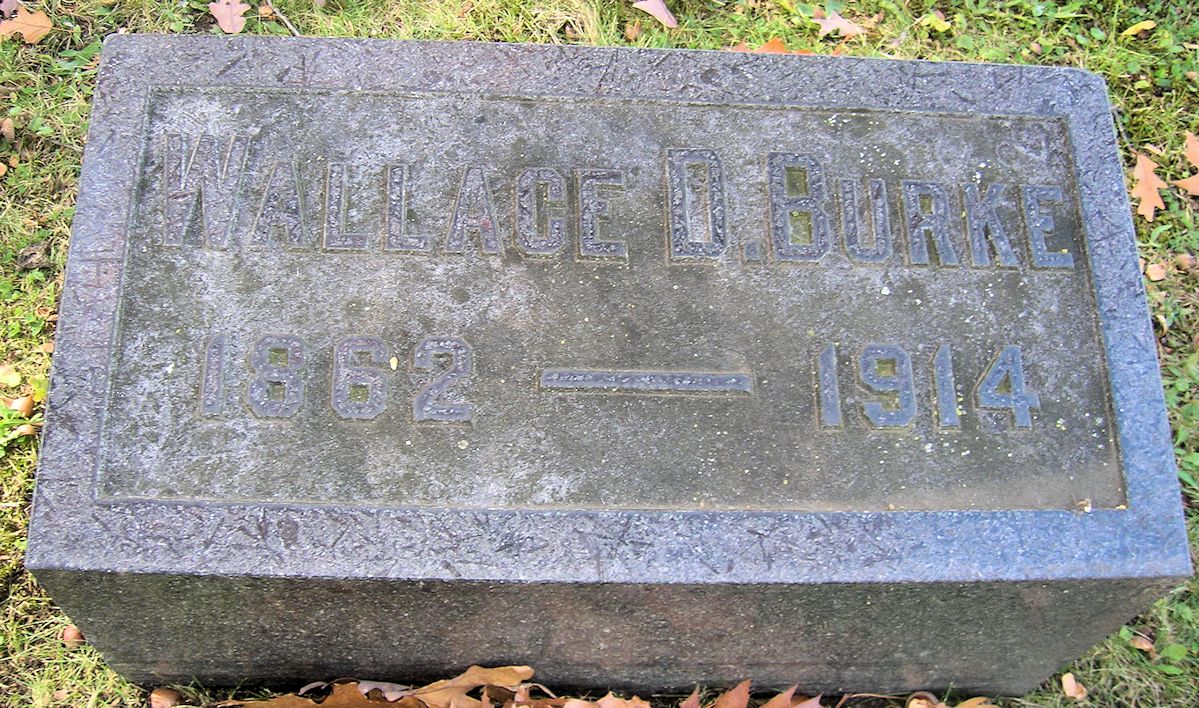 WALLACE D. BURKE
1862 — 1914